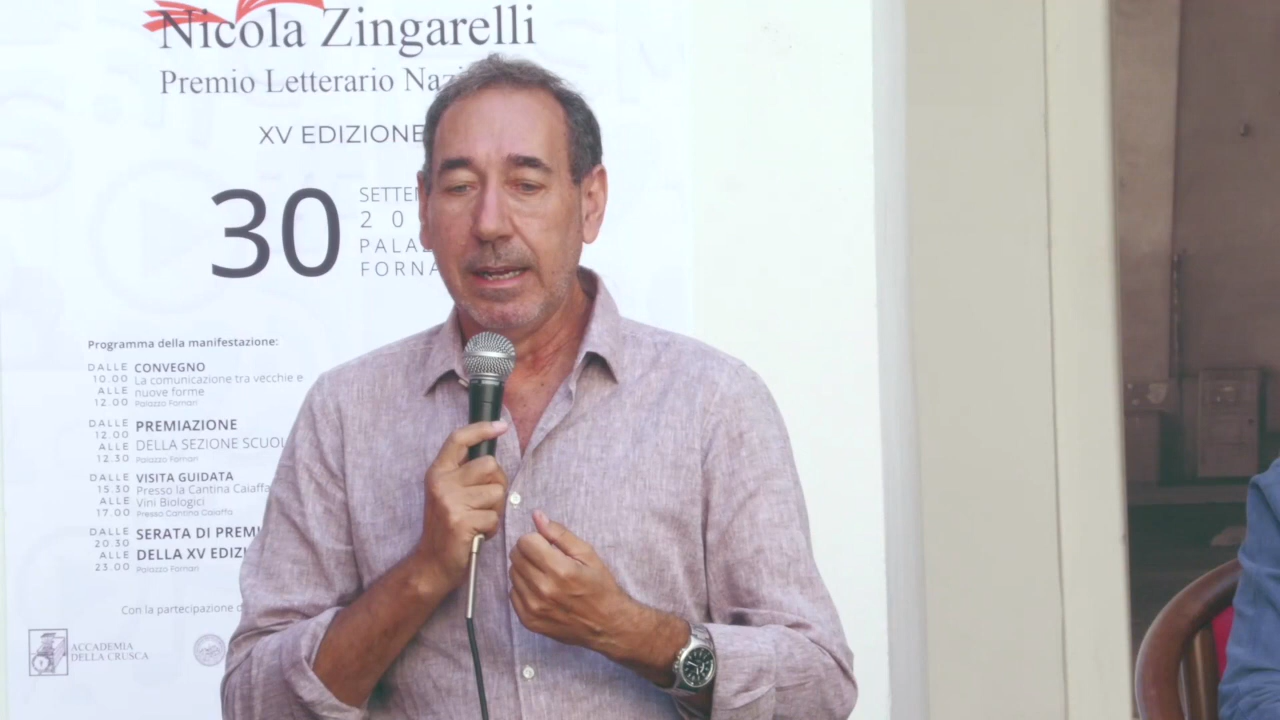 Nicola Zingarelli
Premio Letterario Naz
XV EDIZIONE
30
SETTE
2 0
PALA
FORNA
Programma della manifestazione:
DALLE 10.00 ALLE 12.00
CONVEGNO
La comunicazione tra vecchie e
nuove forme
Palazzo Fornari
DALLE 12.00 ALLE 12.30
PREMIAZIONE
DELLA SEZIONE SCUOL
Palazzo Fornari
DALLE 15.30 ALLE 17.00
VISITA GUIDATA
Presso la Cantina Caiaffa
Vini Biologici
Presso Cantina Caiaffa
DALLE 20.30 ALLE 23.00
SERATA DI PREMI
DELLA XV EDIZI
Palazzo Fornari
Con la partecipazione d
ACCADEMIA
DELLA CRUSCA